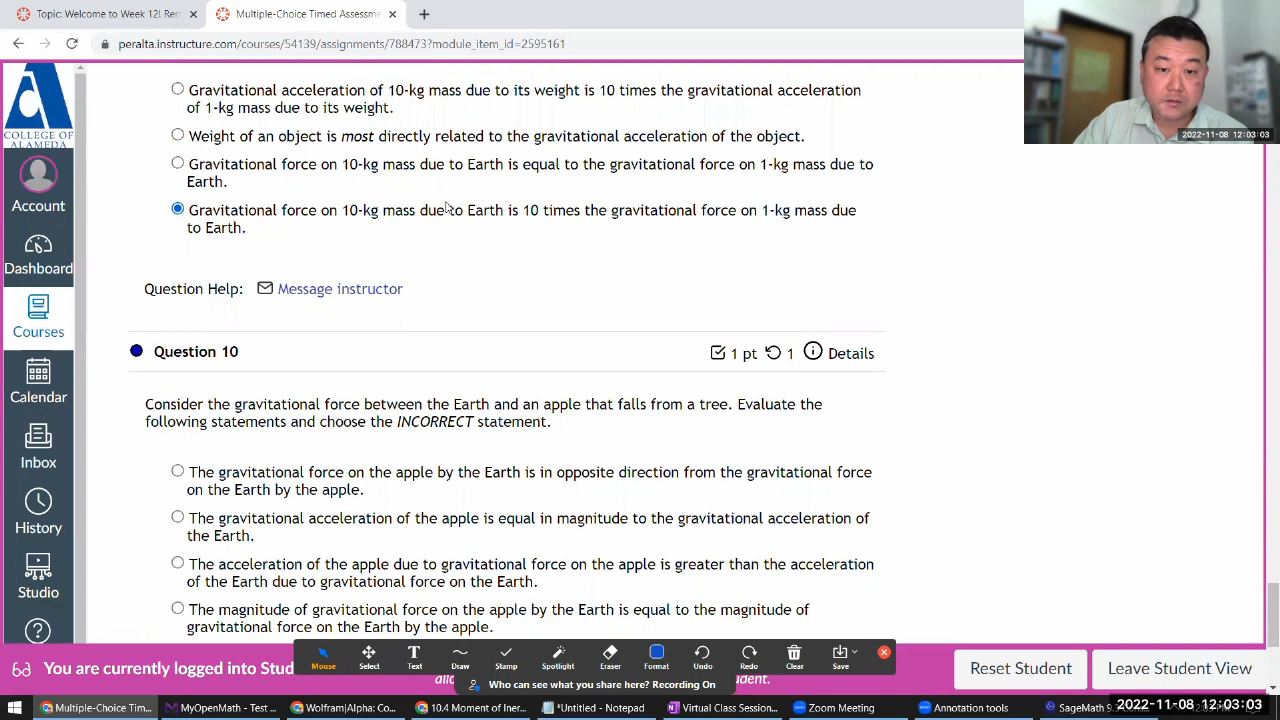 Topic: Welcome to Week 12! Rem
Multiple-Choice Timed Assessme
peralta.instructure.com/courses/54139/assignments/788473?module_item_id=2595161
2022-11-08 12:03:03
COLLEGE OF
ALAMEDA
Account
Dashboard
Courses
Calendar
Inbox
History
Studio
Gravitational acceleration of 10-kg mass due to its weight is 10 times the gravitational acceleration
of 1-kg mass due to its weight.
Weight of an object is most directly related to the gravitational acceleration of the object.
Gravitational force on 10-kg mass due to Earth is equal to the gravitational force on 1-kg mass due to
Earth.
Gravitational force on 10-kg mass due to Earth is 10 times the gravitational force on 1-kg mass due
to Earth.
Question Help: Message instructor
Question 10
1 pt 1 Details
Consider the gravitational force between the Earth and an apple that falls from a tree. Evaluate the
following statements and choose the INCORRECT statement.
The gravitational force on the apple by the Earth is in opposite direction from the gravitational force
on the Earth by the apple.
The gravitational acceleration of the apple is equal in magnitude to the gravitational acceleration of
the Earth.
The acceleration of the apple due to gravitational force on the apple is greater than the acceleration
of the Earth due to gravitational force on the Earth.
The magnitude of gravitational force on the apple by the Earth is equal to the magnitude of
gravitational force on the Earth by the apple.
You are currently logged into Stud
Mouse Select Text Draw Stamp Spotlight Eraser Format Undo Redo Clear Save
Who can see what you share here? Recording On
Reset Student
Leave Student View
Multiple-Choice Tim...
MyOpenMath - Test ...
Wolfram|Alpha: Co...
10.4 Moment of Iner...
*Untitled - Notepad
Virtual Class Session...
Zoom Meeting
Annotation tools
SageMath 9.
2022-11-08 12:03:03